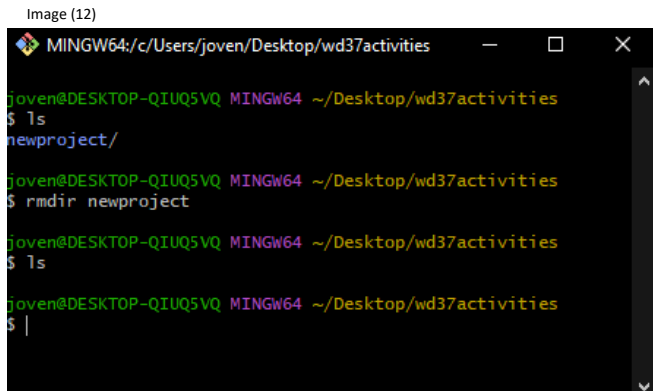 Image (12)
MINGW64:/c/Users/joven/Desktop/wd37activities
joven@DESKTOP-QIUQ5VQ MINGW64 ~/Desktop/wd37activities
$ ls
newproject/
joven@DESKTOP-QIUQ5VQ MINGW64 ~/Desktop/wd37activities
$ rmdir newproject
joven@DESKTOP-QIUQ5VQ MINGW64 ~/Desktop/wd37activities
$ ls
joven@DESKTOP-QIUQ5VQ MINGW64 ~/Desktop/wd37activities
$